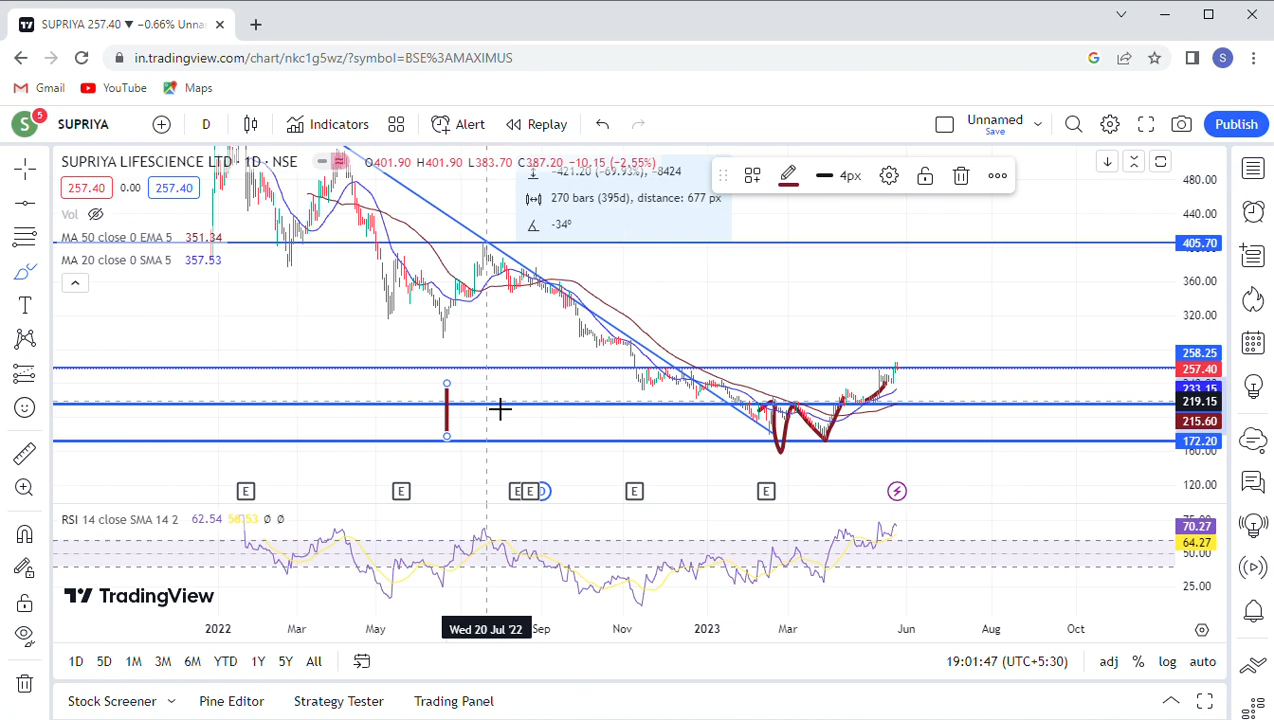 SUPRIYA 257.40 ▼ −0.66% Unna
in.tradingview.com/chart/nkc1g5wz/?symbol=BSE%3AMAXIMUS
S
Gmail YouTube Maps
S 5 SUPRIYA D Indicators Alert Replay Unnamed Save Publish
SUPRIYA LIFESCIENCE LTD · 1D · NSE O401.90 H401.90 L383.70 C387.20 −10.15 (−2.55%)
−421.20 (−69.93%), −8424
4px
257.40 0.00 257.40
270 bars (395d), distance: 677 px
Vol
−34º
MA 50 close 0 EMA 5 351.34
MA 20 close 0 SMA 5 357.53
480.00
440.00
405.70
360.00
320.00
258.25
257.40
233.15
219.15
215.60
172.20
160.00
120.00
E E E E D E E
RSI 14 close SMA 14 2 62.54 58.53 Ø Ø
75.00
70.27
64.27
50.00
25.00
TradingView
2022 Mar May Wed 20 Jul '22 Sep Nov 2023 Mar Jun Aug Oct
1D 5D 1M 3M 6M YTD 1Y 5Y All 19:01:47 (UTC+5:30) adj % log auto
Stock Screener Pine Editor Strategy Tester Trading Panel